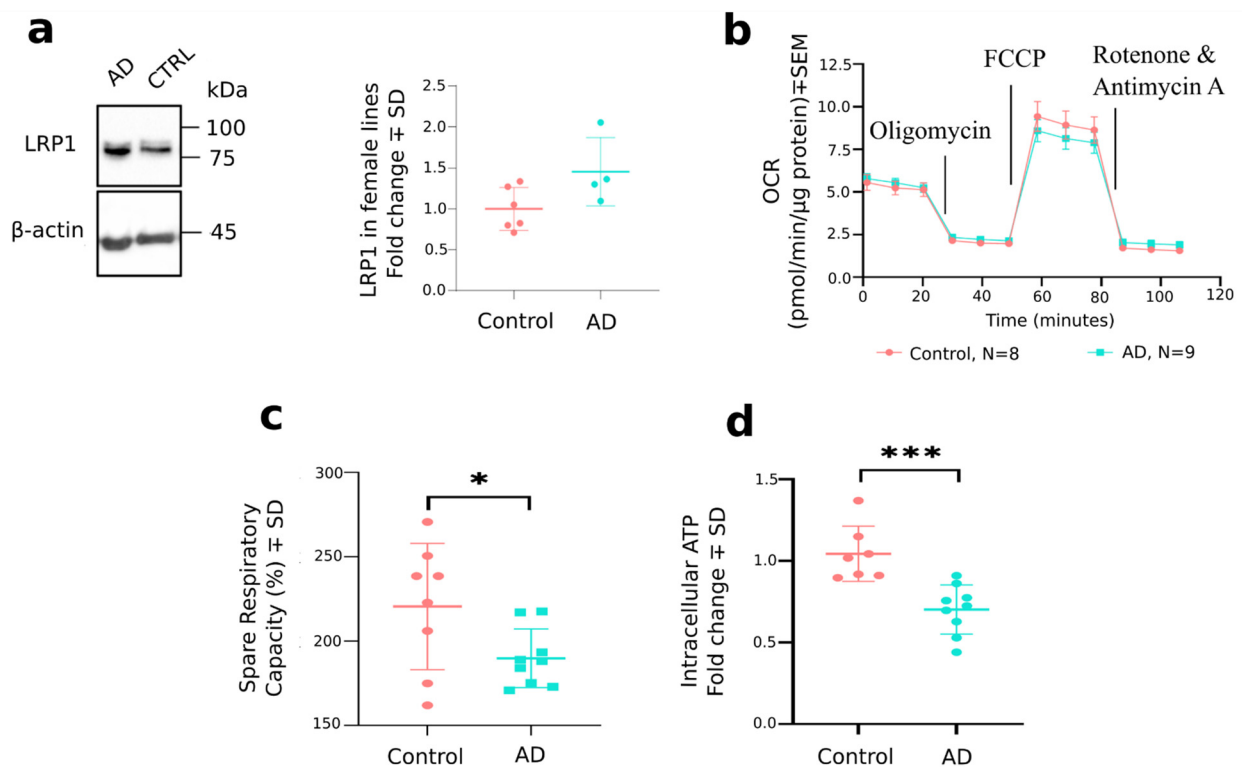 a
AD CTRL
kDa
LRP1
100
75
β-actin
45
LRP1 in female lines
Fold change ∓ SD
2.5
2.0
1.5
1.0
0.5
0.0
Control AD
b
OCR
(pmol/min/µg protein)∓SEM
12.5
10.0
7.5
5.0
2.5
0.0
Oligomycin
FCCP
Rotenone &
Antimycin A
0 20 40 60 80 100 120
Time (minutes)
Control, N=8 AD, N=9
c
Spare Respiratory
Capacity (%) ∓ SD
300
250
200
150
*
Control AD
d
Intracellular ATP
Fold change ∓ SD
1.5
1.0
0.5
0.0
***
Control AD